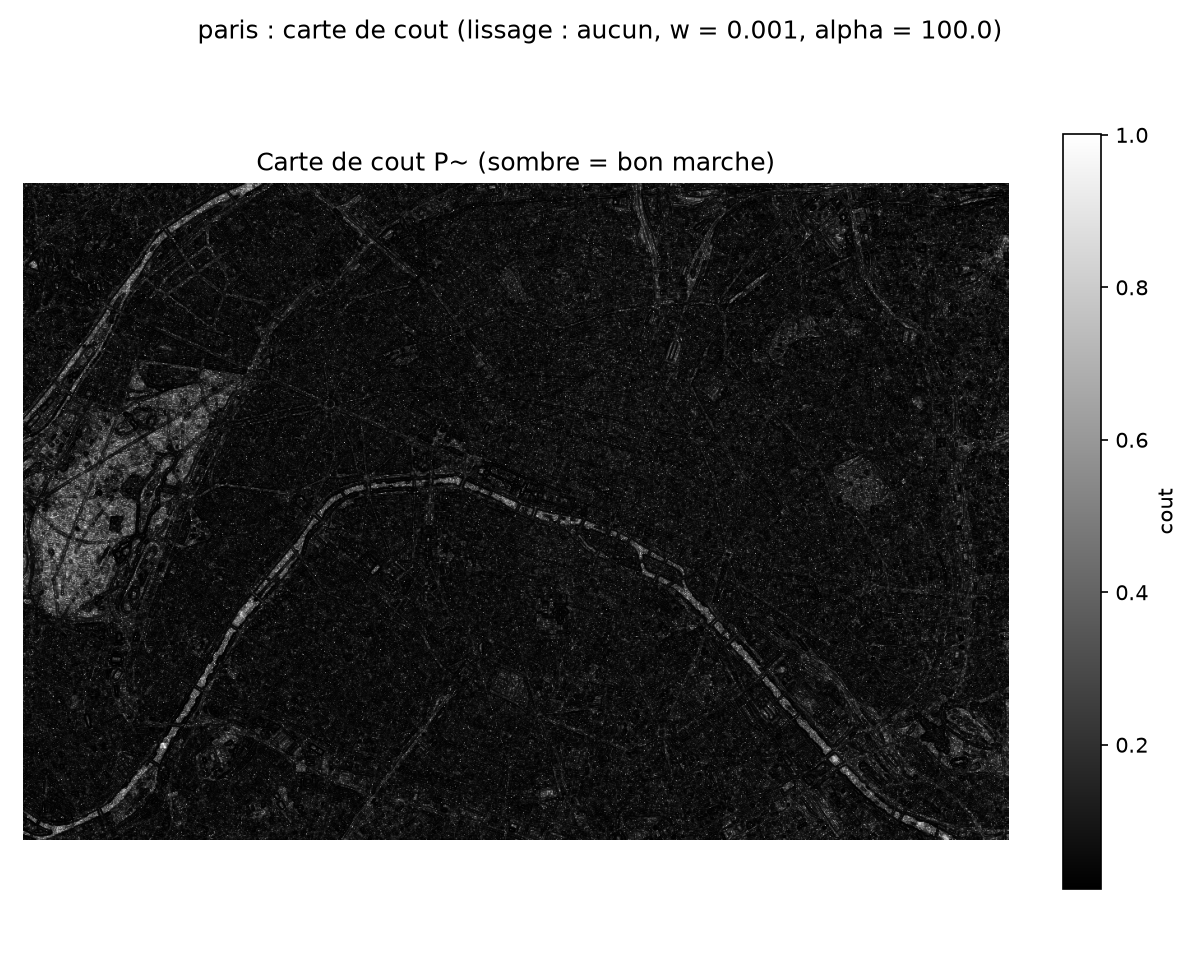 paris : carte de cout (lissage : aucun, w = 0.001, alpha = 100.0)
Carte de cout P~ (sombre = bon marche)
1.0
0.8
0.6
0.4
0.2
cout